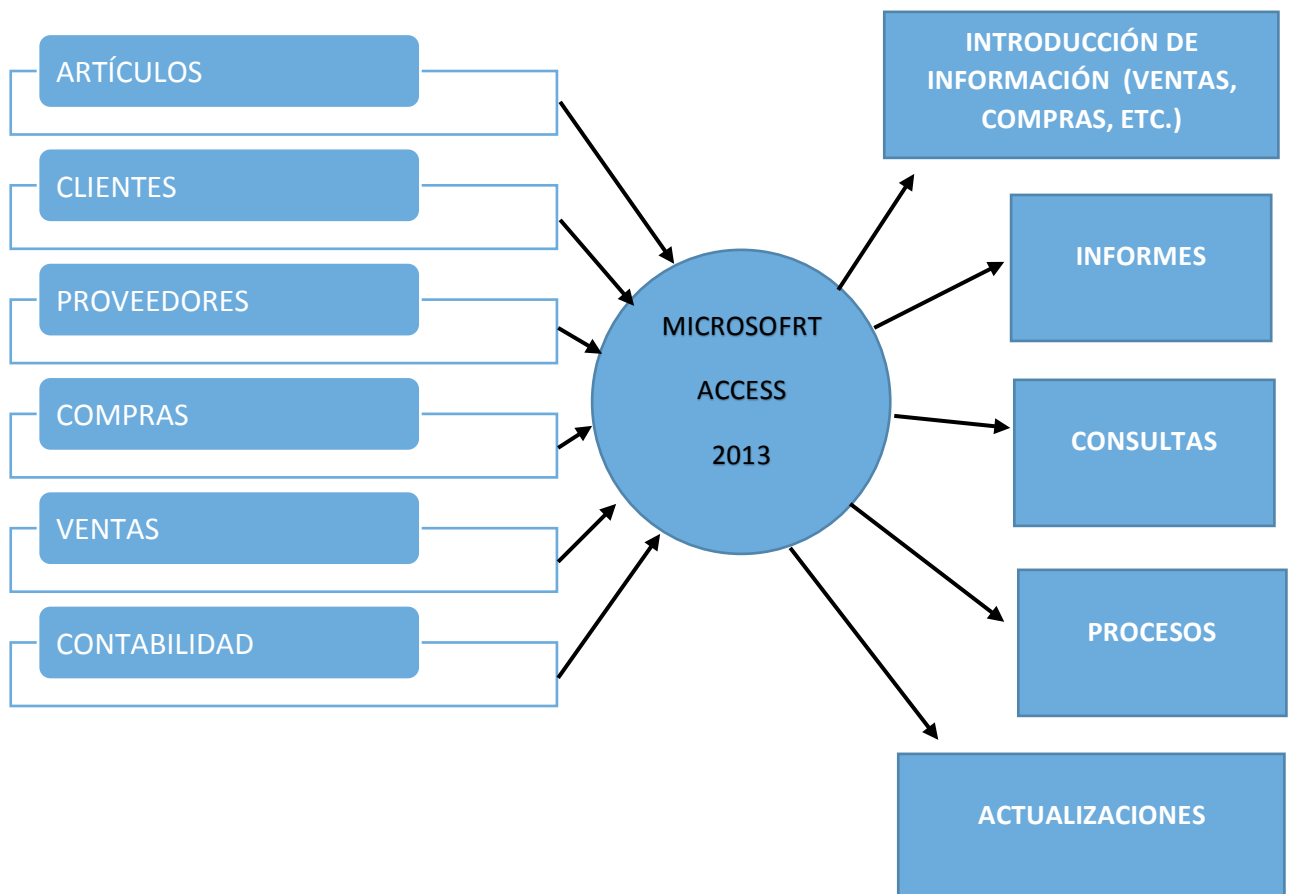 ARTÍCULOS
CLIENTES
PROVEEDORES
COMPRAS
VENTAS
CONTABILIDAD
MICROSOFRT
ACCESS
2013
INTRODUCCIÓN DE
INFORMACIÓN (VENTAS,
COMPRAS, ETC.)
INFORMES
CONSULTAS
PROCESOS
ACTUALIZACIONES